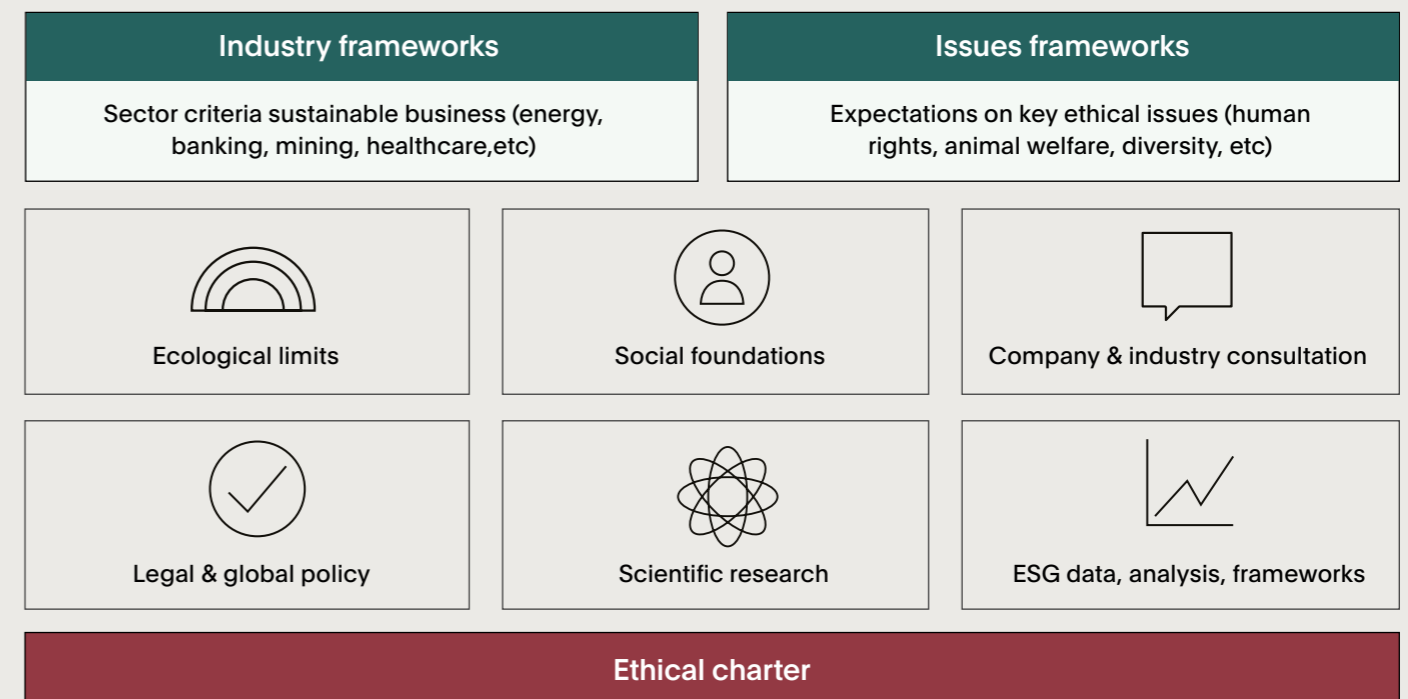 Industry frameworks
Issues frameworks
Sector criteria sustainable business (energy,
banking, mining, healthcare,etc)
Expectations on key ethical issues (human
rights, animal welfare, diversity, etc)
Ecological limits
Social foundations
Company & industry consultation
Legal & global policy
Scientific research
ESG data, analysis, frameworks
Ethical charter